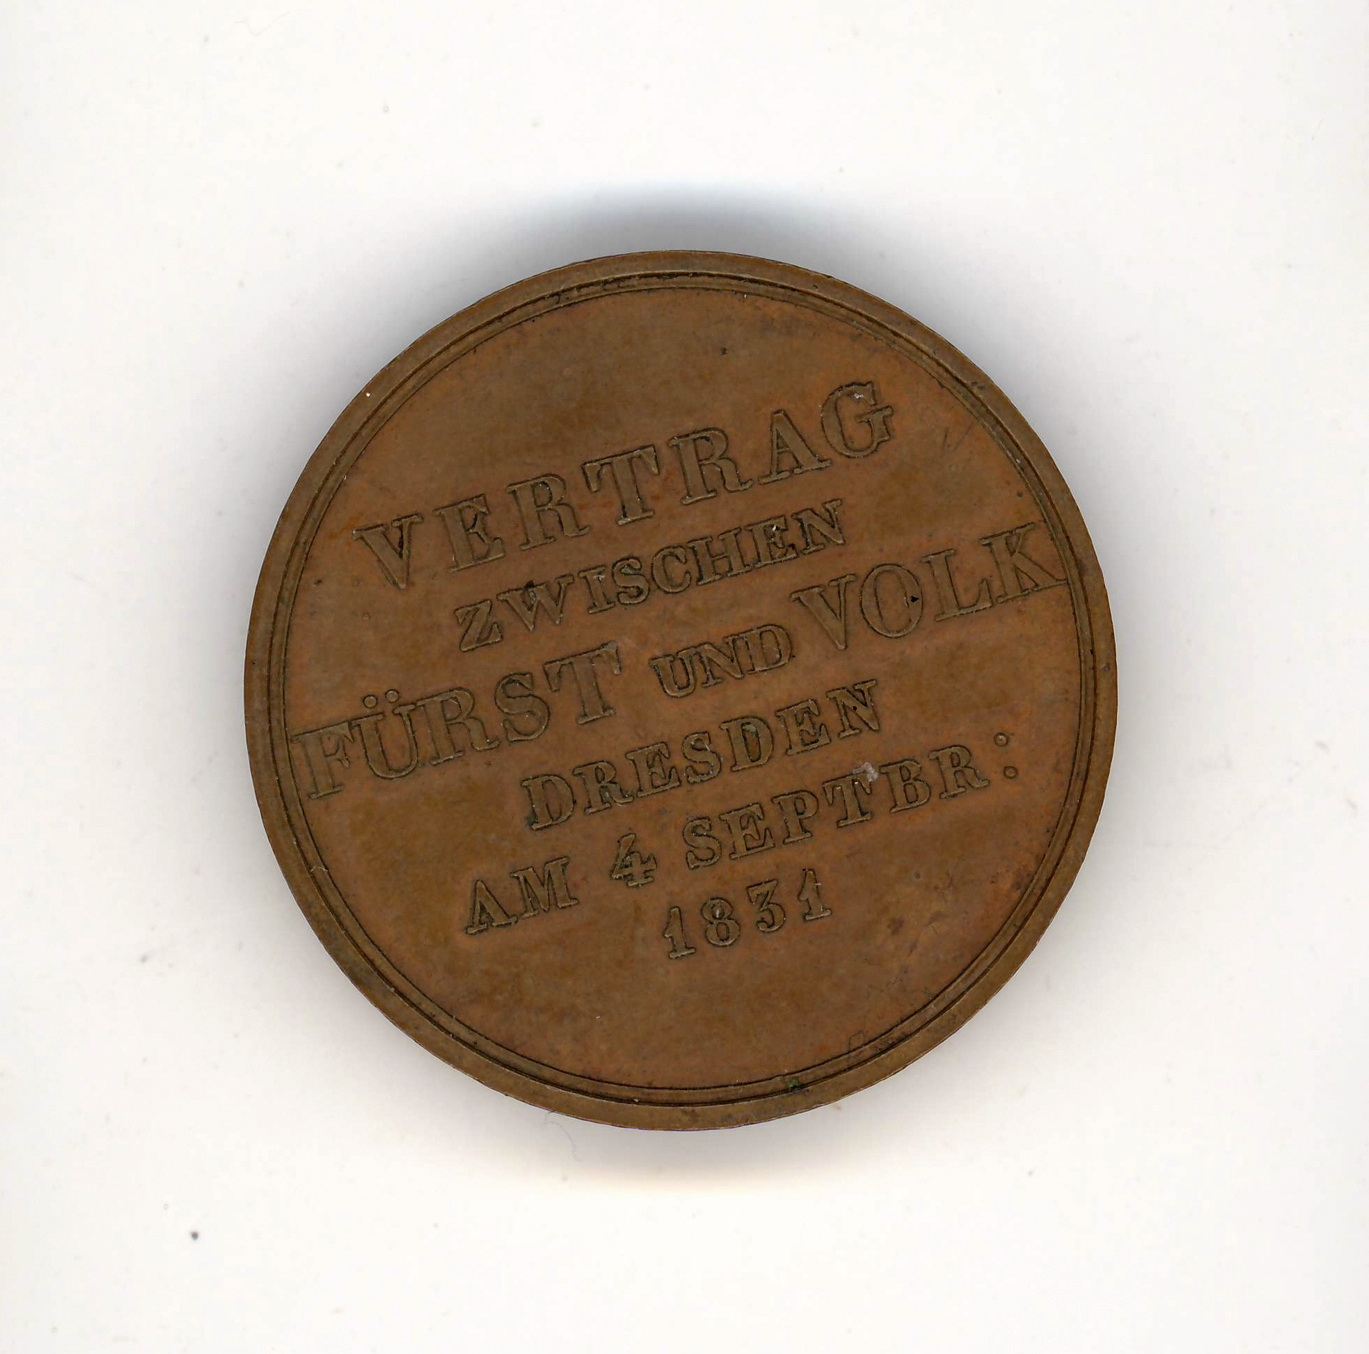 VERTRAG
ZWISCHEN
FÜRST UND VOLK
DRESDEN
AM 4 SEPTBR:
1831